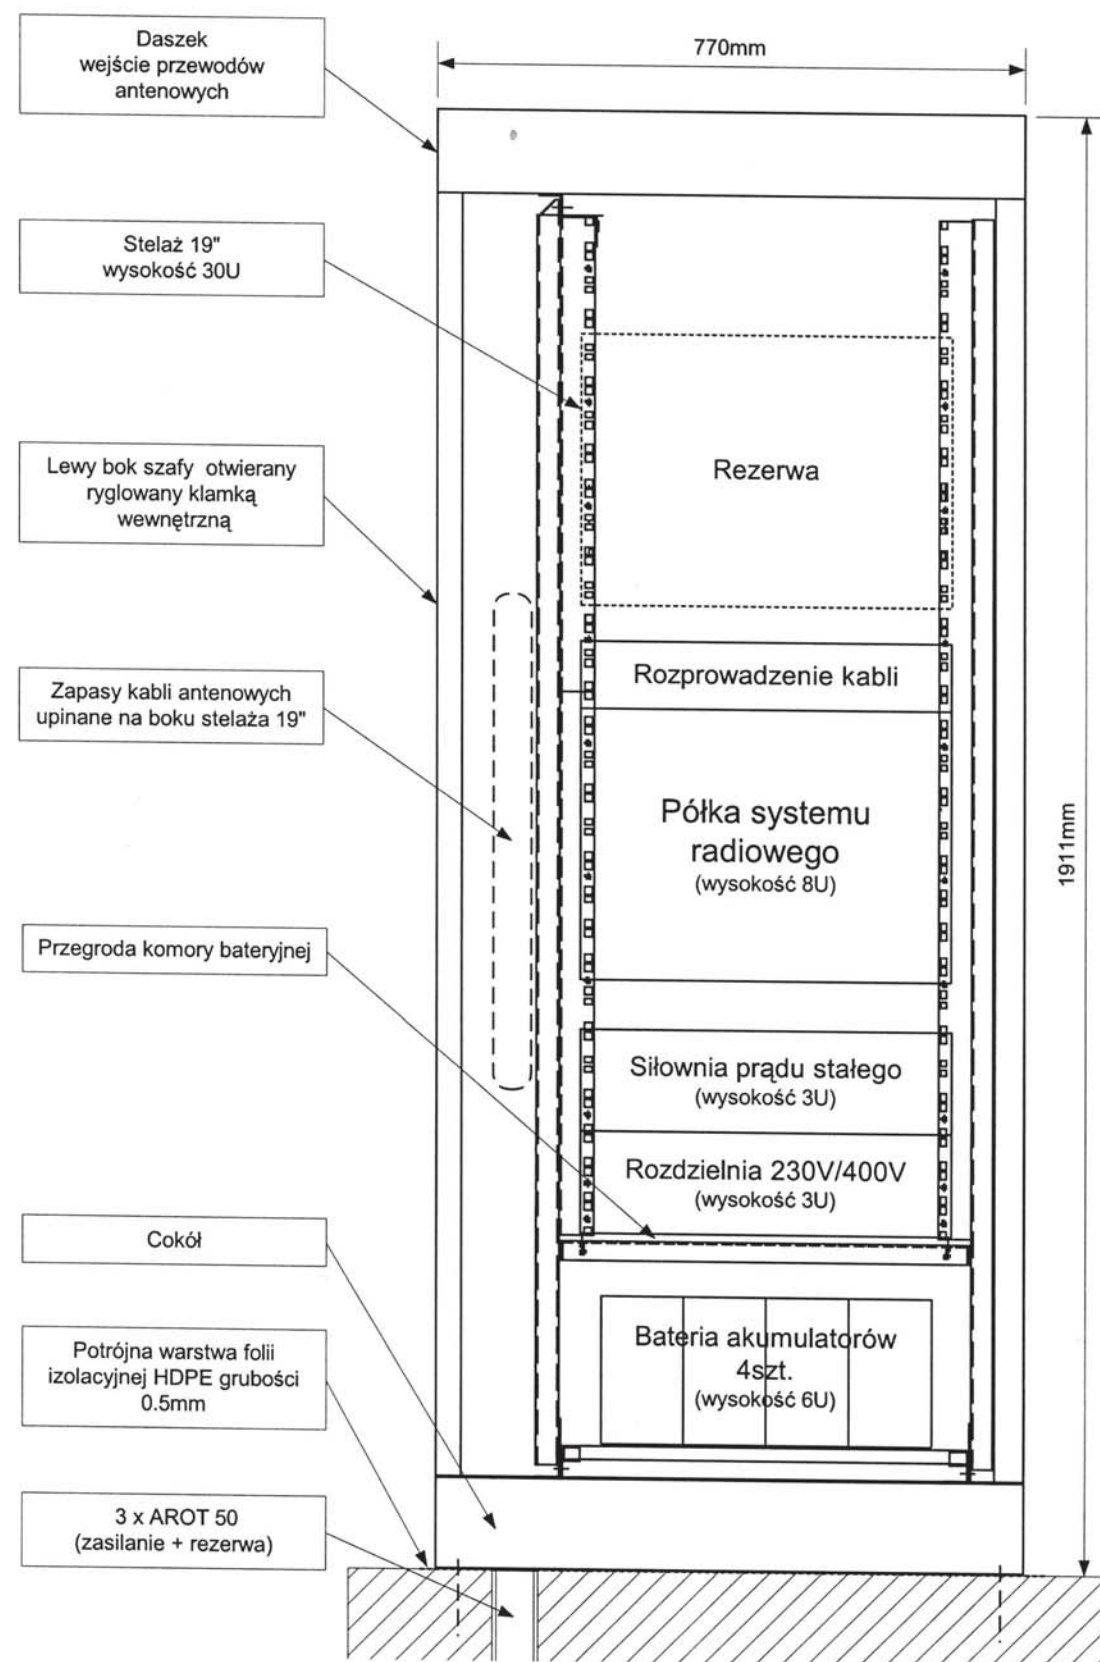 Daszek
wejście przewodów
antenowych
770mm
Stelaż 19"
wysokość 30U
Lewy bok szafy otwierany
ryglowany klamką
wewnętrzną
Rezerwa
Zapasy kabli antenowych
upinane na boku stelaża 19"
Rozprowadzenie kabli
Półka systemu
radiowego
(wysokość 8U)
1911mm
Przegroda komory bateryjnej
Siłownia prądu stałego
(wysokość 3U)
Rozdzielnia 230V/400V
(wysokość 3U)
Cokół
Bateria akumulatorów
4szt.
(wysokość 6U)
Potrójna warstwa folii
izolacyjnej HDPE grubości
0.5mm
3 x AROT 50
(zasilanie + rezerwa)